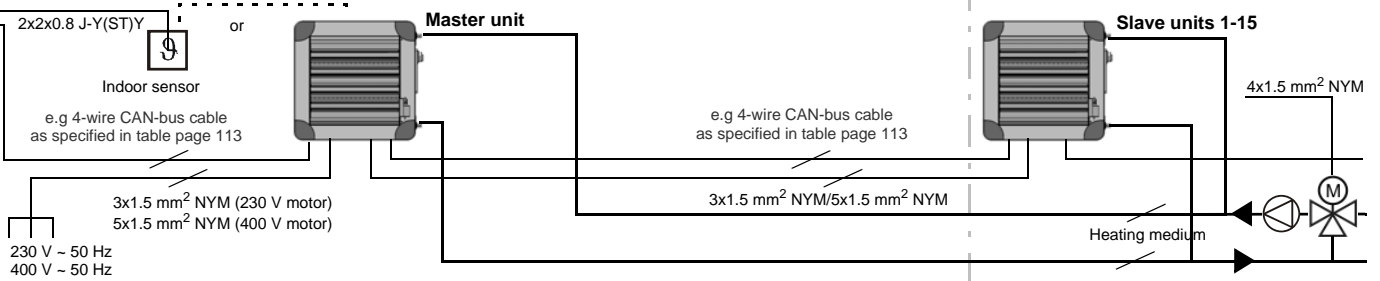 2x2x0.8 J-Y(ST)Y
or
Master unit
Slave units 1-15
ϑ
Indoor sensor
4x1.5 mm² NYM
e.g 4-wire CAN-bus cable
as specified in table page 113
e.g 4-wire CAN-bus cable
as specified in table page 113
3x1.5 mm² NYM (230 V motor)
5x1.5 mm² NYM (400 V motor)
3x1.5 mm² NYM/5x1.5 mm² NYM
M
Heating medium
230 V ~ 50 Hz
400 V ~ 50 Hz